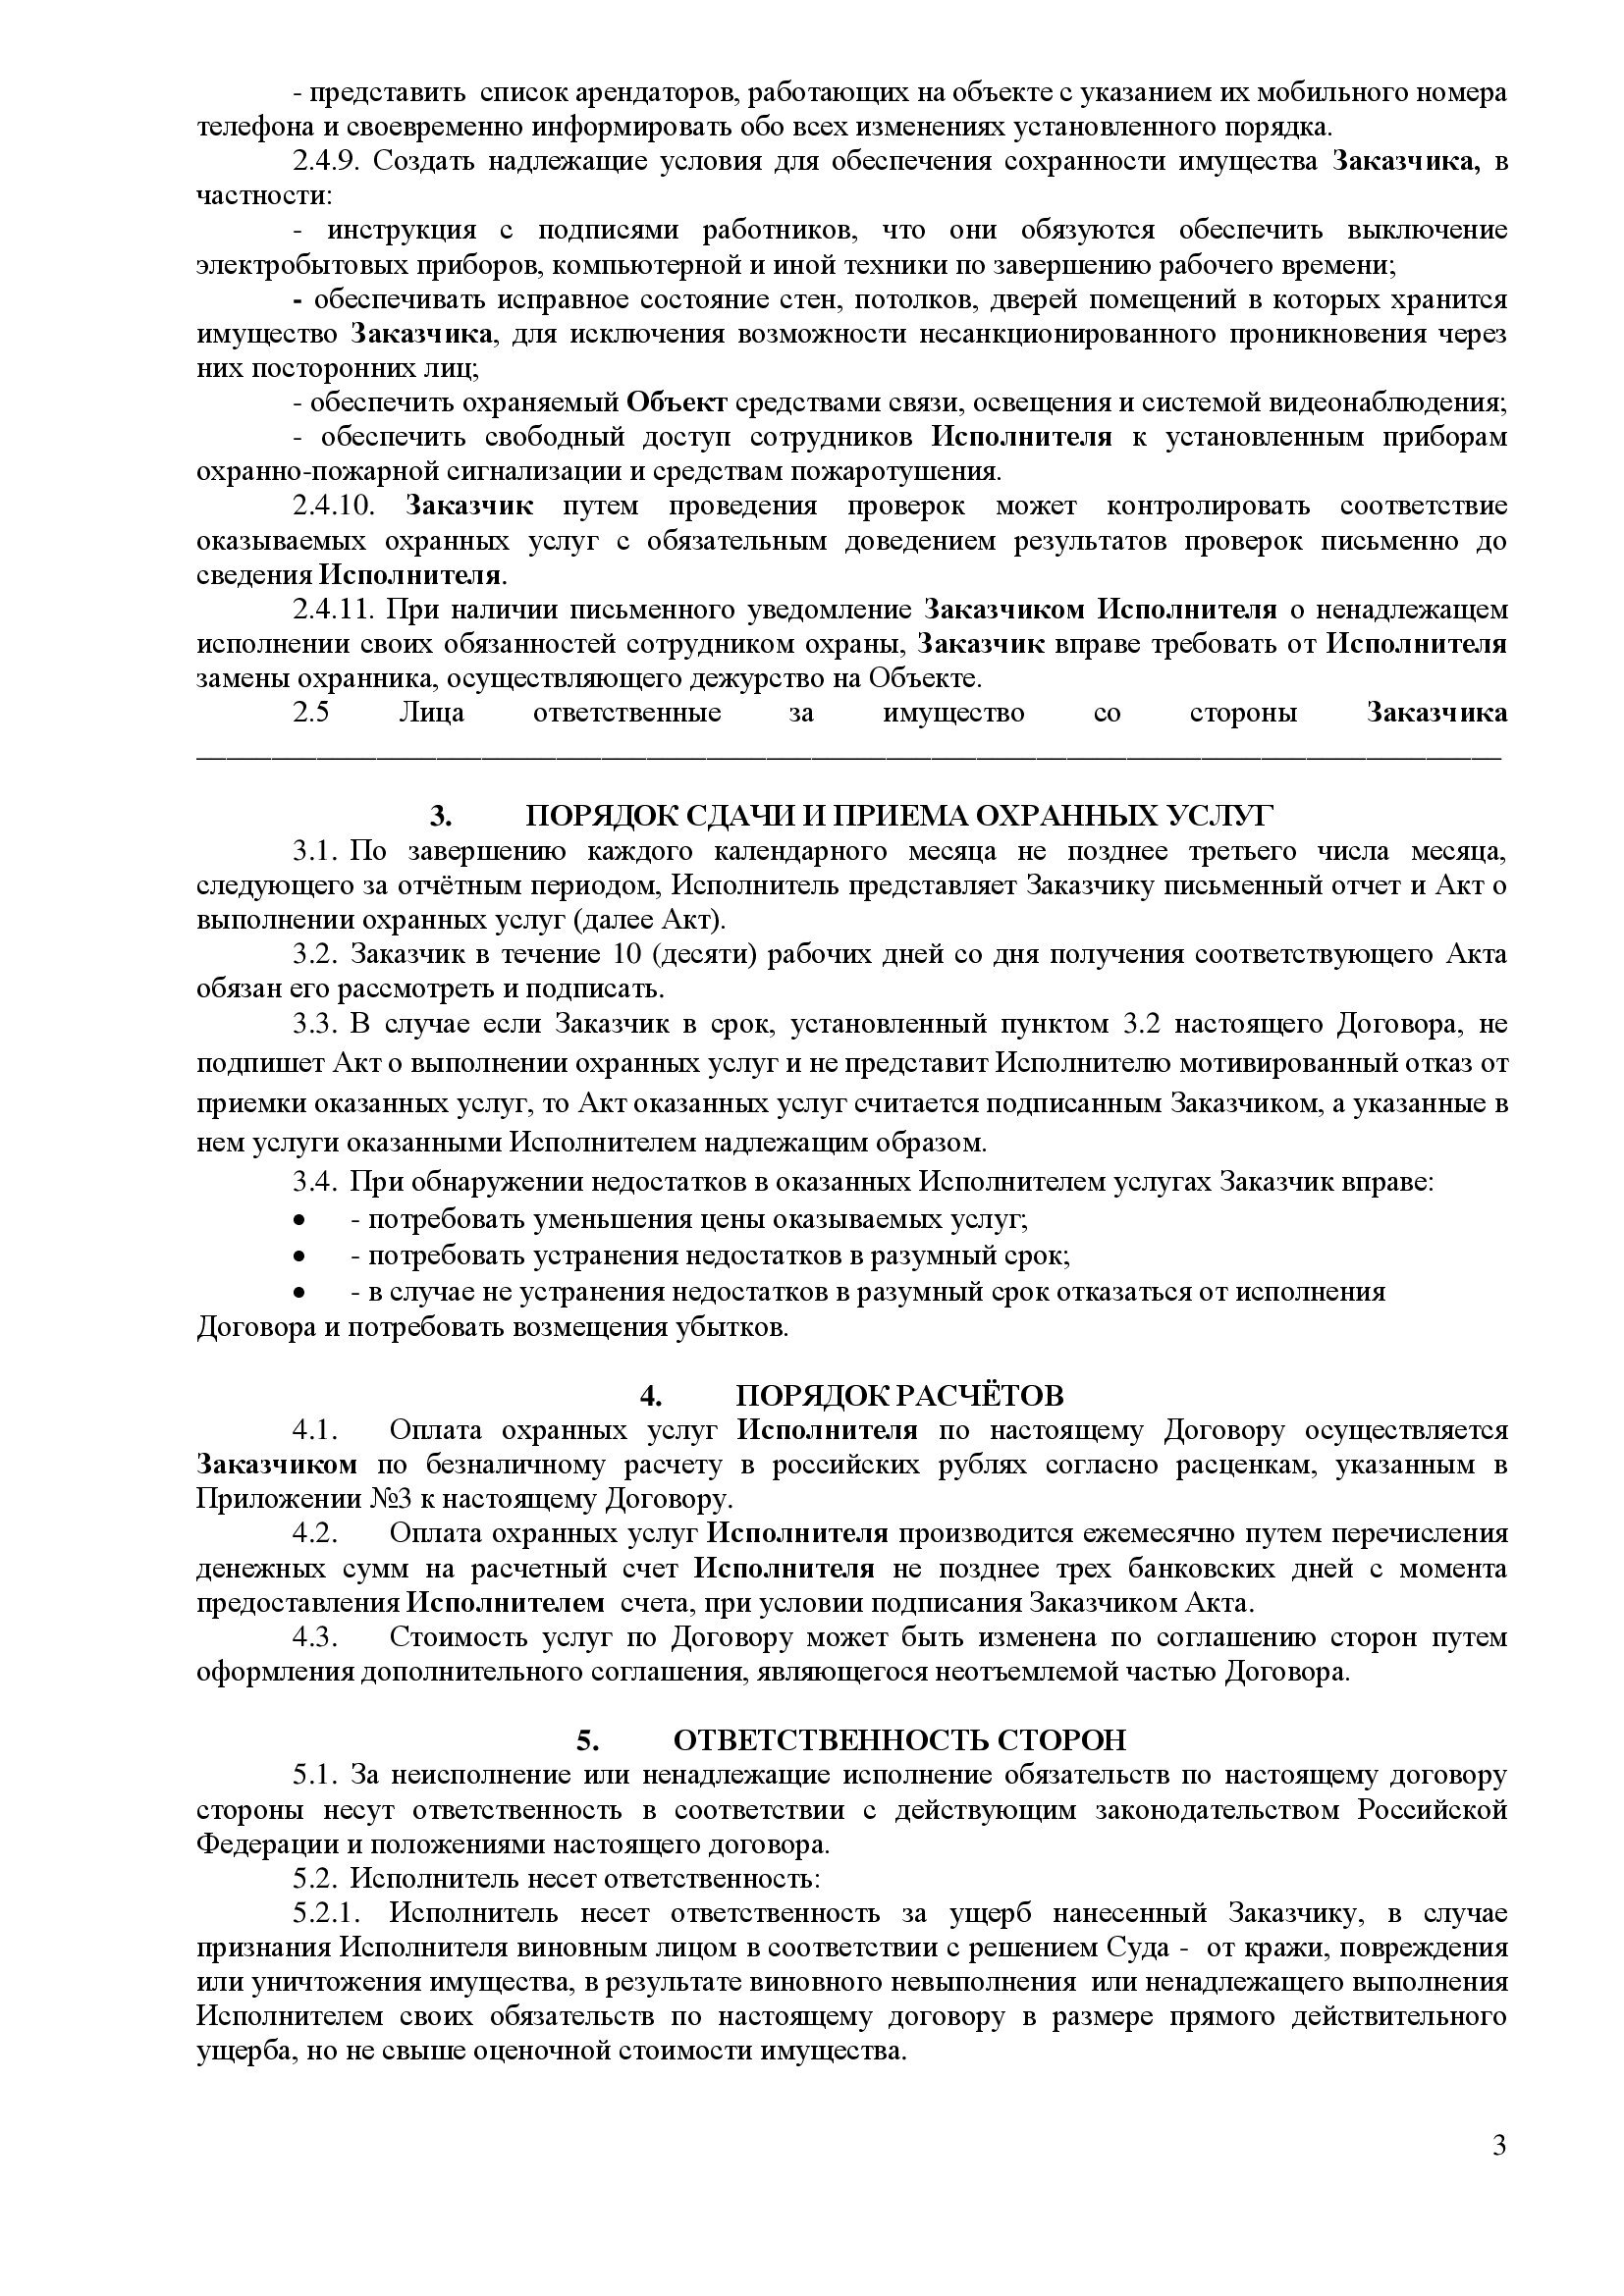 - представить  список арендаторов, работающих на объекте с указанием их мобильного номера
телефона и своевременно информировать обо всех изменениях установленного порядка.
2.4.9. Создать надлежащие условия для обеспечения сохранности имущества Заказчика, в
частности:
- инструкция с подписями работников, что они обязуются обеспечить выключение
электробытовых приборов, компьютерной и иной техники по завершению рабочего времени;
- обеспечивать исправное состояние стен, потолков, дверей помещений в которых хранится
имущество Заказчика, для исключения возможности несанкционированного проникновения через
них посторонних лиц;
- обеспечить охраняемый Объект средствами связи, освещения и системой видеонаблюдения;
- обеспечить свободный доступ сотрудников Исполнителя к установленным приборам
охранно-пожарной сигнализации и средствам пожаротушения.
2.4.10. Заказчик путем проведения проверок может контролировать соответствие
оказываемых охранных услуг с обязательным доведением результатов проверок письменно до
сведения Исполнителя.
2.4.11. При наличии письменного уведомление Заказчиком Исполнителя о ненадлежащем
исполнении своих обязанностей сотрудником охраны, Заказчик вправе требовать от Исполнителя
замены охранника, осуществляющего дежурство на Объекте.
2.5 Лица ответственные за имущество со стороны Заказчика
_______________________________________________________________________________________
3. ПОРЯДОК СДАЧИ И ПРИЕМА ОХРАННЫХ УСЛУГ
3.1. По завершению каждого календарного месяца не позднее третьего числа месяца,
следующего за отчётным периодом, Исполнитель представляет Заказчику письменный отчет и Акт о
выполнении охранных услуг (далее Акт).
3.2. Заказчик в течение 10 (десяти) рабочих дней со дня получения соответствующего Акта
обязан его рассмотреть и подписать.
3.3. В случае если Заказчик в срок, установленный пунктом 3.2 настоящего Договора, не
подпишет Акт о выполнении охранных услуг и не представит Исполнителю мотивированный отказ от
приемки оказанных услуг, то Акт оказанных услуг считается подписанным Заказчиком, а указанные в
нем услуги оказанными Исполнителем надлежащим образом.
3.4. При обнаружении недостатков в оказанных Исполнителем услугах Заказчик вправе:
• - потребовать уменьшения цены оказываемых услуг;
• - потребовать устранения недостатков в разумный срок;
• - в случае не устранения недостатков в разумный срок отказаться от исполнения
Договора и потребовать возмещения убытков.
4. ПОРЯДОК РАСЧЁТОВ
4.1. Оплата охранных услуг Исполнителя по настоящему Договору осуществляется
Заказчиком по безналичному расчету в российских рублях согласно расценкам, указанным в
Приложении №3 к настоящему Договору.
4.2. Оплата охранных услуг Исполнителя производится ежемесячно путем перечисления
денежных сумм на расчетный счет Исполнителя не позднее трех банковских дней с момента
предоставления Исполнителем  счета, при условии подписания Заказчиком Акта.
4.3. Стоимость услуг по Договору может быть изменена по соглашению сторон путем
оформления дополнительного соглашения, являющегося неотъемлемой частью Договора.
5. ОТВЕТСТВЕННОСТЬ СТОРОН
5.1. За неисполнение или ненадлежащие исполнение обязательств по настоящему договору
стороны несут ответственность в соответствии с действующим законодательством Российской
Федерации и положениями настоящего договора.
5.2. Исполнитель несет ответственность:
5.2.1. Исполнитель несет ответственность за ущерб нанесенный Заказчику, в случае
признания Исполнителя виновным лицом в соответствии с решением Суда -  от кражи, повреждения
или уничтожения имущества, в результате виновного невыполнения  или ненадлежащего выполнения
Исполнителем своих обязательств по настоящему договору в размере прямого действительного
ущерба, но не свыше оценочной стоимости имущества.
3